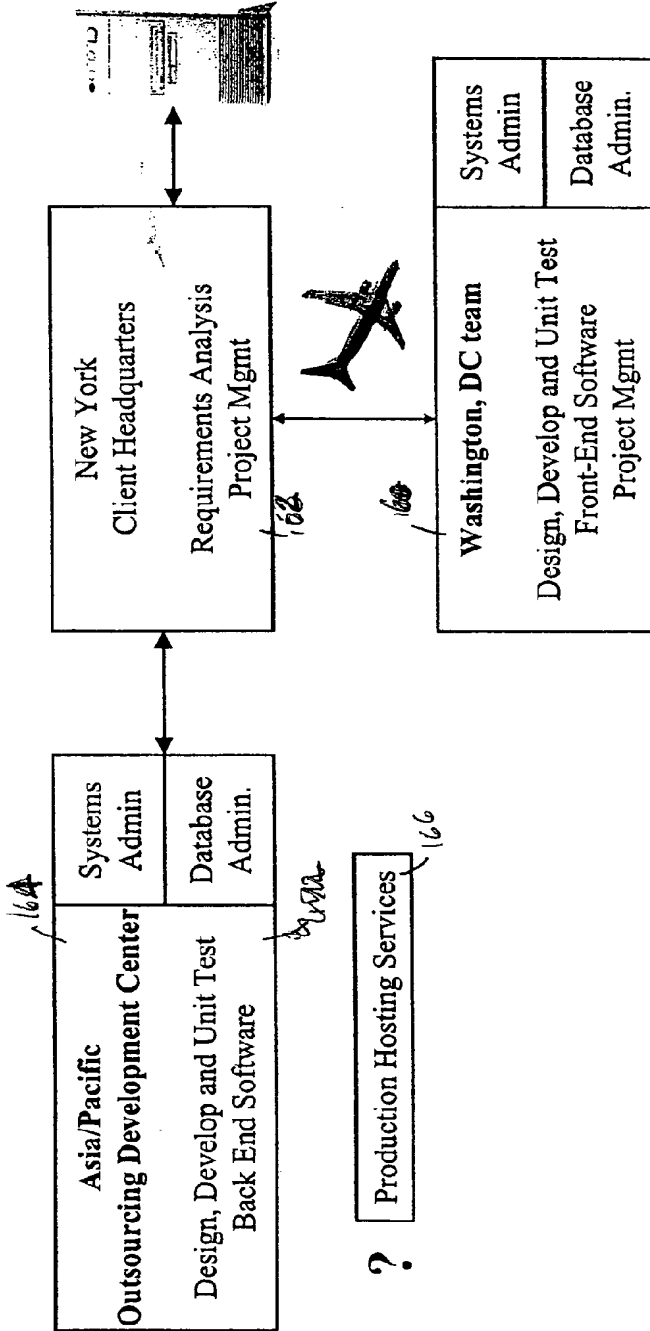 Asia/Pacific
Outsourcing Development Center
Design, Develop and Unit Test
Back End Software
Systems
Admin
Database
Admin.
New York
Client Headquarters
Requirements Analysis
Project Mgmt
Washington, DC team
Design, Develop and Unit Test
Front-End Software
Project Mgmt
Systems
Admin
Database
Admin.
?
Production Hosting Services
166